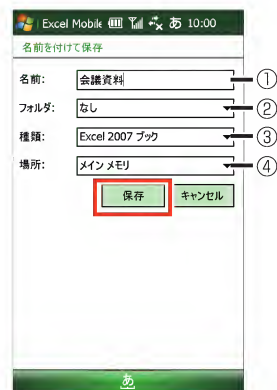 Excel Mobile あ 10:00
名前を付けて保存
名前: 会議資料 ①
フォルダ: なし ②
種類: Excel 2007 ブック ③
場所: メイン メモリ ④
保存 キャンセル
あ